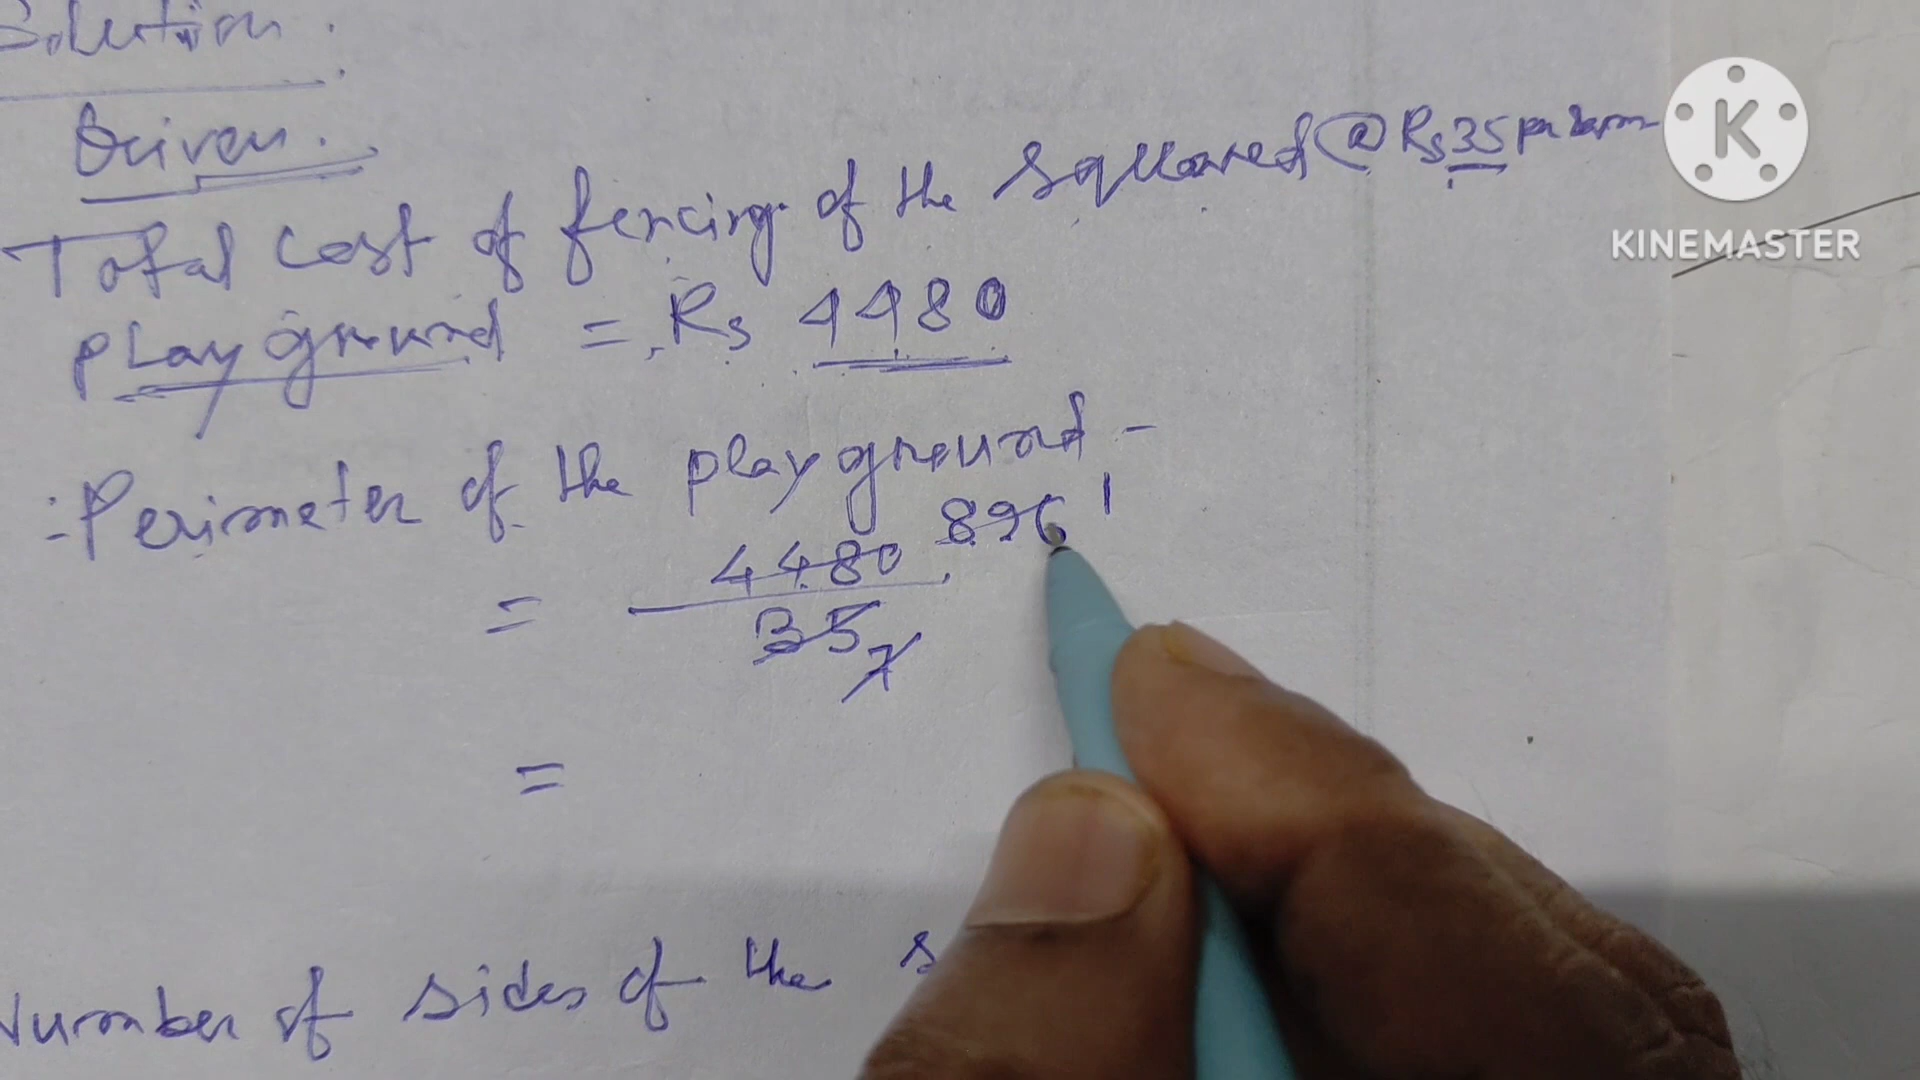 Solution.
Given.
Total cost of fencing of the squared @ Rs 35 per
playground = Rs 4480
∴ Perimeter of the playground -
= 4480 896 1
35 7
=
Number of sides of the s
K
KINEMASTER